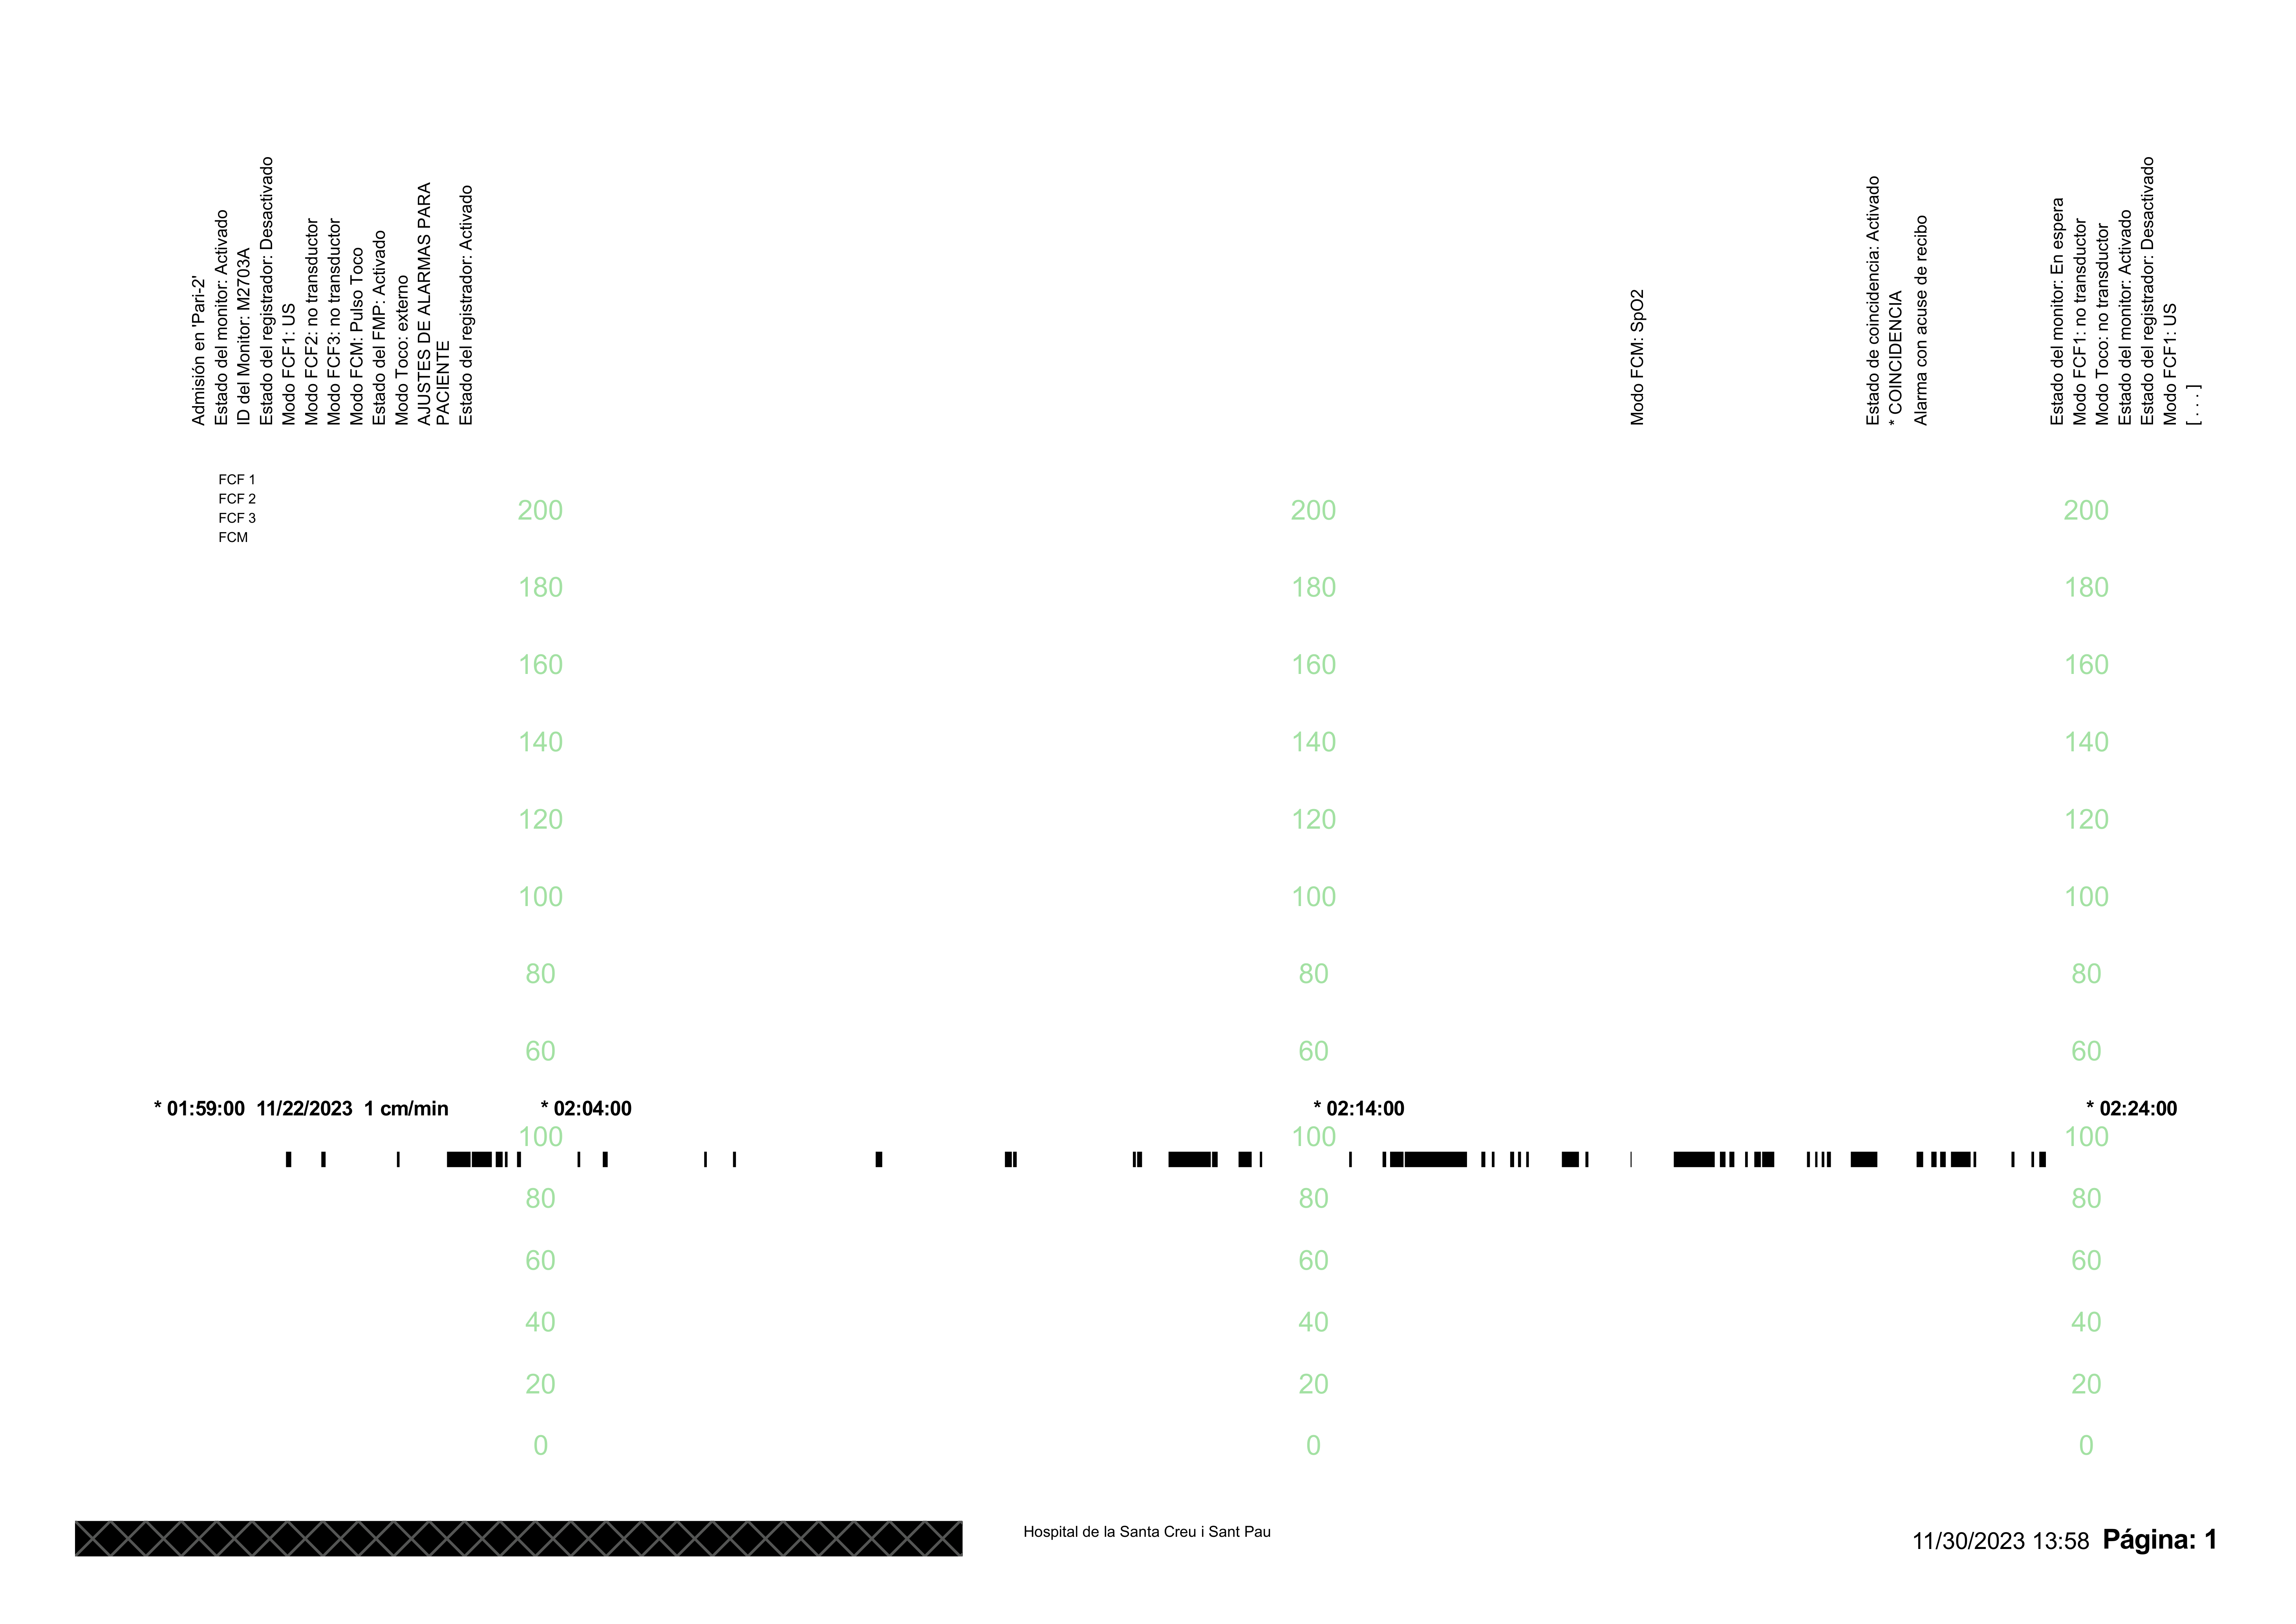 Admisión en 'Pari-2'
Estado del monitor: Activado
ID del Monitor: M2703A
Estado del registrador: Desactivado
Modo FCF1: US
Modo FCF2: no transductor
Modo FCF3: no transductor
Modo FCM: Pulso Toco
Estado del FMP: Activado
Modo Toco: externo
AJUSTES DE ALARMAS PARA
PACIENTE
Estado del registrador: Activado
Modo FCM: SpO2
Estado de coincidencia: Activado
* COINCIDENCIA
Alarma con acuse de recibo
Estado del monitor: En espera
Modo FCF1: no transductor
Modo Toco: no transductor
Estado del monitor: Activado
Estado del registrador: Desactivado
Modo FCF1: US
[ . . . ]
FCF 1
FCF 2
FCF 3
FCM
200 200 200
180 180 180
160 160 160
140 140 140
120 120 120
100 100 100
80 80 80
60 60 60
* 01:59:00 11/22/2023 1 cm/min * 02:04:00 * 02:14:00 * 02:24:00
100 100 100
80 80 80
60 60 60
40 40 40
20 20 20
0 0 0
Hospital de la Santa Creu i Sant Pau
11/30/2023 13:58 Página: 1